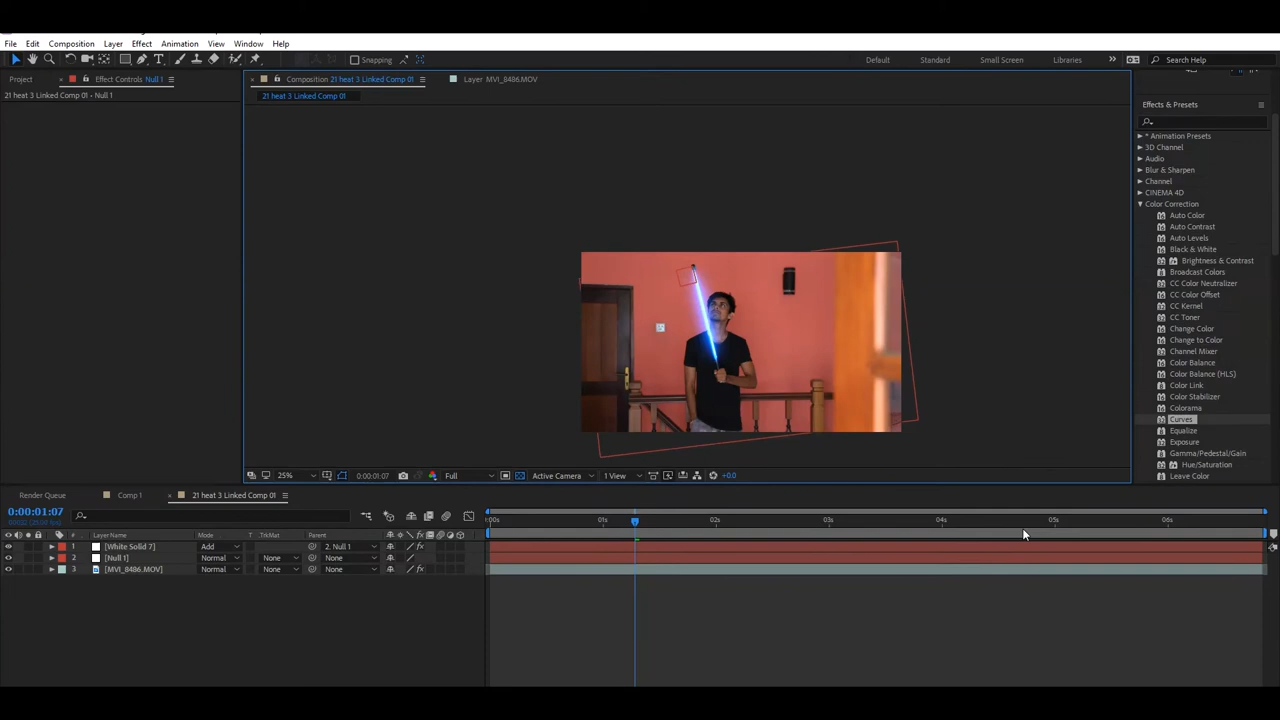 File Edit Composition Layer Effect Animation View Window Help
Snapping Default Standard Small Screen Libraries Search Help
Project Effect Controls Null 1 Composition 21 heat 3 Linked Comp 01 Layer MVI_8486.MOV
21 heat 3 Linked Comp 01 • Null 1 21 heat 3 Linked Comp 01
Effects & Presets
* Animation Presets
3D Channel
Audio
Blur & Sharpen
Channel
CINEMA 4D
Color Correction
Auto Color
Auto Contrast
Auto Levels
Black & White
Brightness & Contrast
Broadcast Colors
CC Color Neutralizer
CC Color Offset
CC Kernel
CC Toner
Change Color
Change to Color
Channel Mixer
Color Balance
Color Balance (HLS)
Color Link
Color Stabilizer
Colorama
Curves
Equalize
Exposure
Gamma/Pedestal/Gain
Hue/Saturation
Leave Color
25% 0:00:01:07 Full Active Camera 1 View +0.0
Render Queue Comp 1 21 heat 3 Linked Comp 01
0:00:01:07
:00s 01s 02s 03s 04s 05s 06s
# Layer Name Mode T .TrkMat Parent
1 [White Solid 7] Add 2. Null 1
2 [Null 1] Normal None None
3 [MVI_8486.MOV] Normal None None